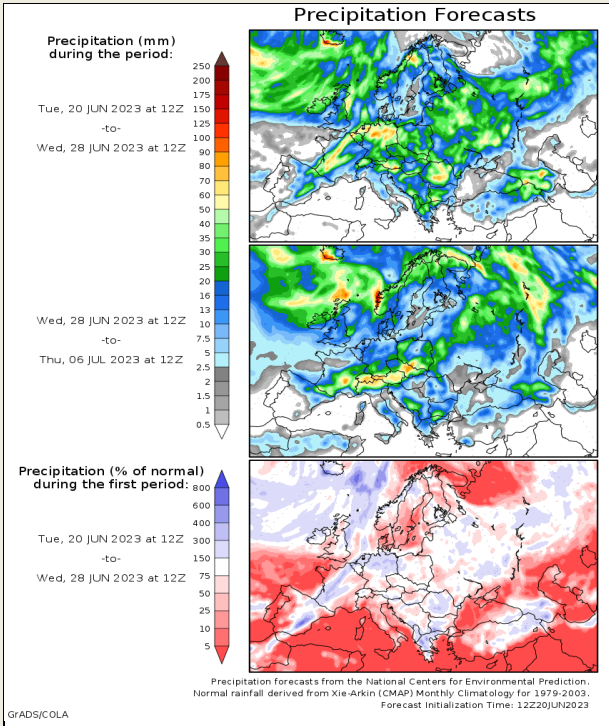 Precipitation Forecasts
Precipitation (mm)
during the period:
250
200
175
150
125
100
90
80
70
60
50
40
35
30
25
20
16
13
10
7.5
5
2.5
2
1.5
1
0.5
Tue, 20 JUN 2023 at 12Z
-to-
Wed, 28 JUN 2023 at 12Z
Wed, 28 JUN 2023 at 12Z
-to-
Thu, 06 JUL 2023 at 12Z
Precipitation (% of normal)
during the first period:
800
600
400
300
150
75
50
25
10
5
Tue, 20 JUN 2023 at 12Z
-to-
Wed, 28 JUN 2023 at 12Z
Precipitation forecasts from the National Centers for Environmental Prediction.
Normal rainfall derived from Xie-Arkin (CMAP) Monthly Climatology for 1979-2003.
Forecast Initialization Time: 12Z20JUN2023
GrADS/COLA